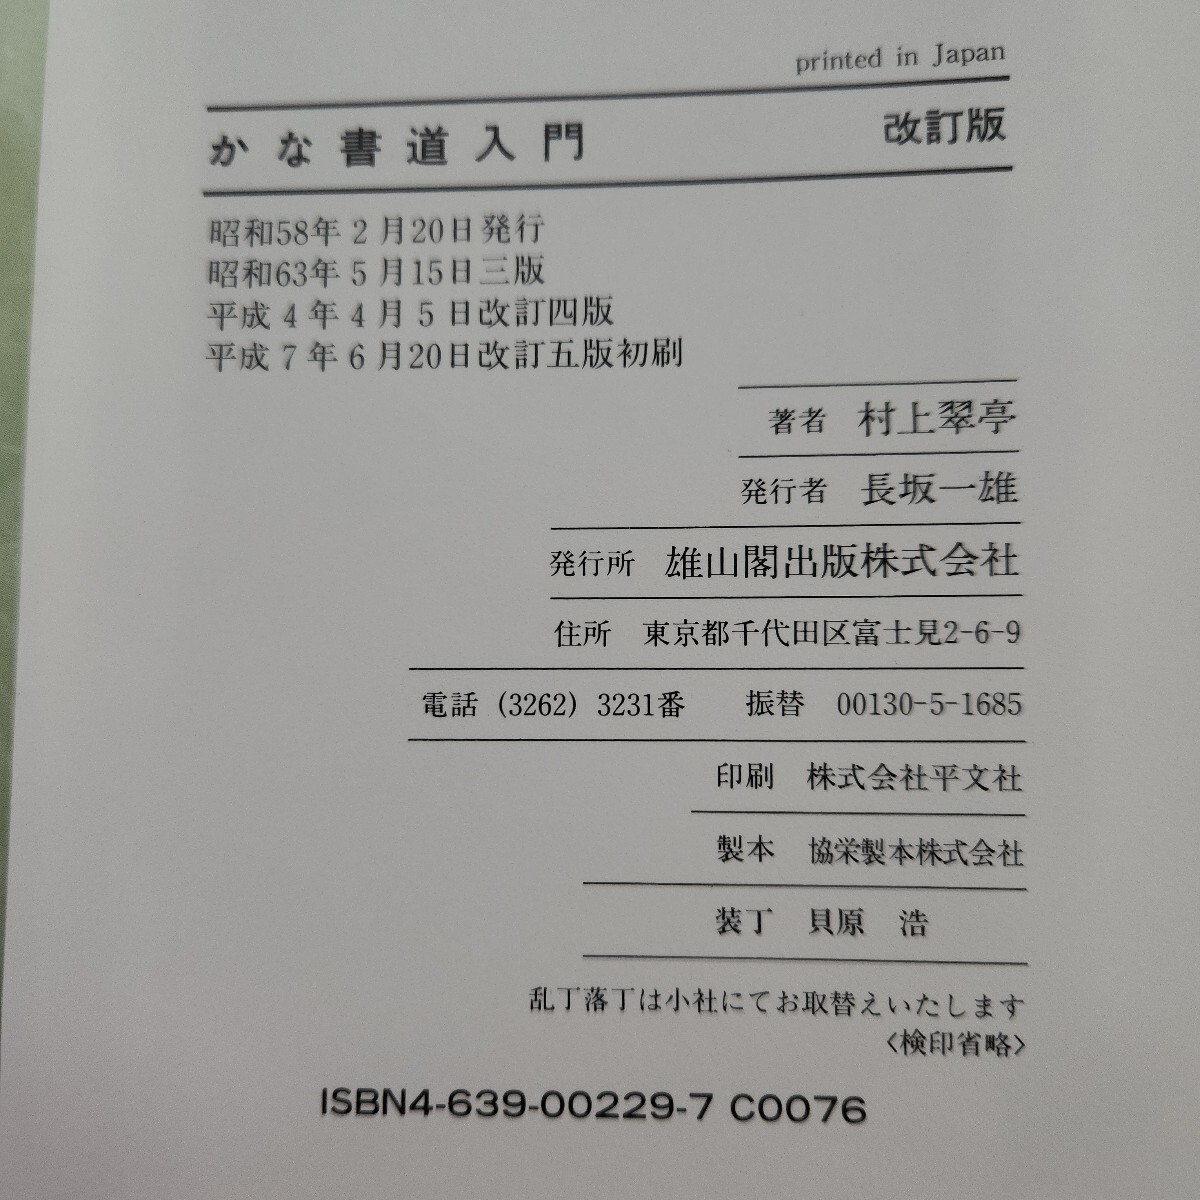 printed in Japan
かな書道入門 改訂版
昭和58年2月20日発行
昭和63年5月15日三版
平成4年4月5日改訂四版
平成7年6月20日改訂五版初刷
著者 村上翠亭
発行者 長坂一雄
発行所 雄山閣出版株式会社
住所 東京都千代田区富士見2-6-9
電話 (3262) 3231番 振替 00130-5-1685
印刷 株式会社平文社
製本 協栄製本株式会社
装丁 貝原 浩
乱丁落丁は小社にてお取替えいたします
〈検印省略〉
ISBN4-639-00229-7 C0076